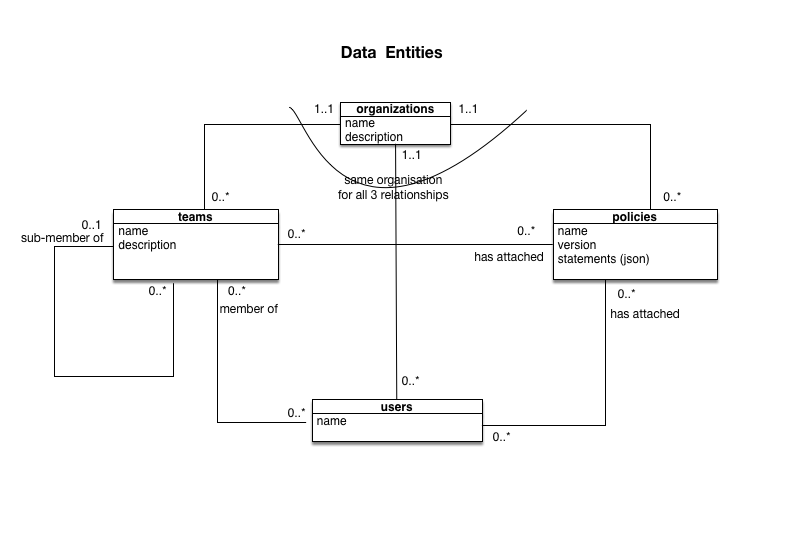 Data Entities
1..1
organizations
1..1
name
description
1..1
same organisation
for all 3 relationships
0..*
0..*
teams
name
description
policies
name
version
statements (json)
0..1
sub-member of
0..*
0..*
has attached
0..*
0..*
member of
0..*
has attached
0..*
0..*
users
name
0..*